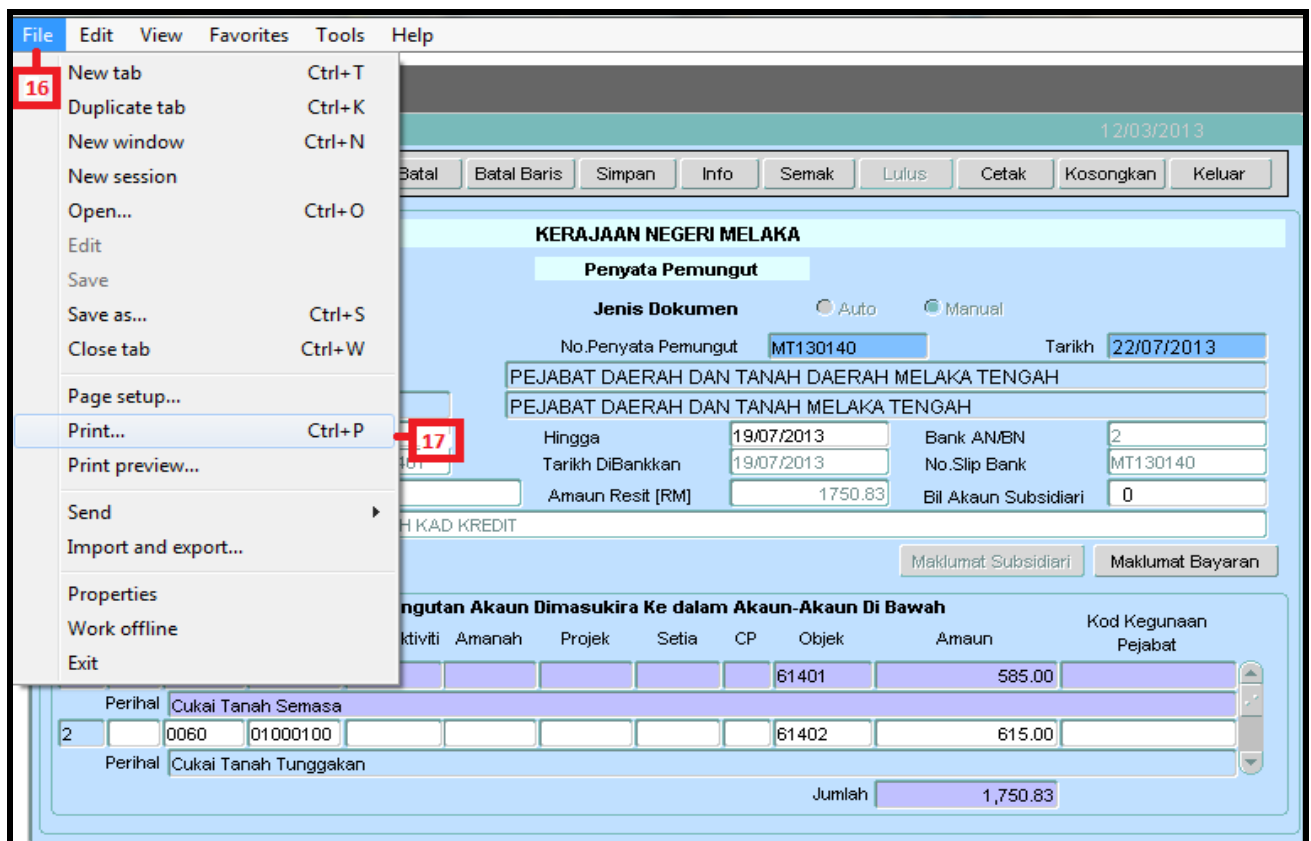 File Edit View Favorites Tools Help
16
New tab Ctrl+T
Duplicate tab Ctrl+K
New window Ctrl+N
New session
Open... Ctrl+O
Edit
Save
Save as... Ctrl+S
Close tab Ctrl+W
Page setup...
Print... Ctrl+P
17
Print preview...
Send
Import and export...
Properties
Work offline
Exit
12/03/2013
Batal Batal Baris Simpan Info Semak Lulus Cetak Kosongkan Keluar
KERAJAAN NEGERI MELAKA
Penyata Pemungut
Jenis Dokumen Auto Manual
No.Penyata Pemungut MT130140 Tarikh 22/07/2013
PEJABAT DAERAH DAN TANAH DAERAH MELAKA TENGAH
PEJABAT DAERAH DAN TANAH MELAKA TENGAH
Hingga 19/07/2013 Bank AN/BN 2
Tarikh DiBankkan 19/07/2013 No.Slip Bank MT130140
Amaun Resit [RM] 1750.83 Bil Akaun Subsidiari 0
H KAD KREDIT
Maklumat Subsidiari Maklumat Bayaran
ngutan Akaun Dimasukira Ke dalam Akaun-Akaun Di Bawah
ktiviti Amanah Projek Setia CP Objek Amaun Kod Kegunaan Pejabat
61401 585.00
Perihal Cukai Tanah Semasa
2 0060 01000100 61402 615.00
Perihal Cukai Tanah Tunggakan
Jumlah 1,750.83